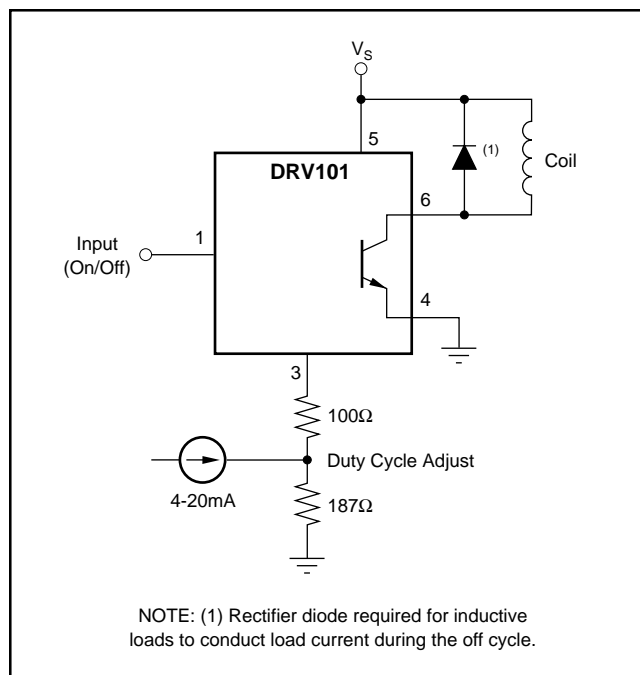 V_S
5
(1)
Coil
DRV101
6
1
Input
(On/Off)
4
3
100Ω
Duty Cycle Adjust
4-20mA
187Ω
NOTE: (1) Rectifier diode required for inductive
loads to conduct load current during the off cycle.